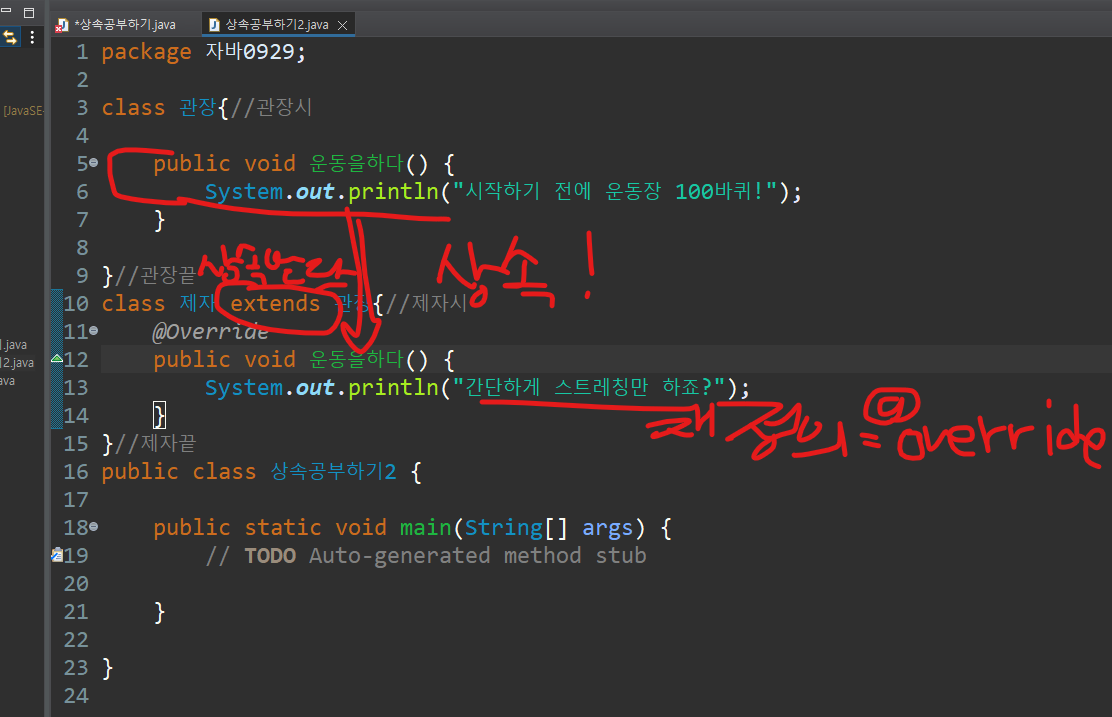 *상속공부하기.java
상속공부하기2.java
[JavaSE-
1 package 자바0929;
2
3 class 관장{//관장시
4
5 public void 운동을하다() {
6 System.out.println("시작하기 전에 운동장 100바퀴!");
7 }
8
상속 !
9 }//관장끝
상속받는다
10 class 제자 extends 관장{//제자시
11 @Override
.java
12 public void 운동을하다() {
2.java
13 System.out.println("간단하게 스트레칭만 하죠?");
ava
14 }
재정의=@override
15 }//제자끝
16 public class 상속공부하기2 {
17
18 public static void main(String[] args) {
19 // TODO Auto-generated method stub
20
21 }
22
23 }
24